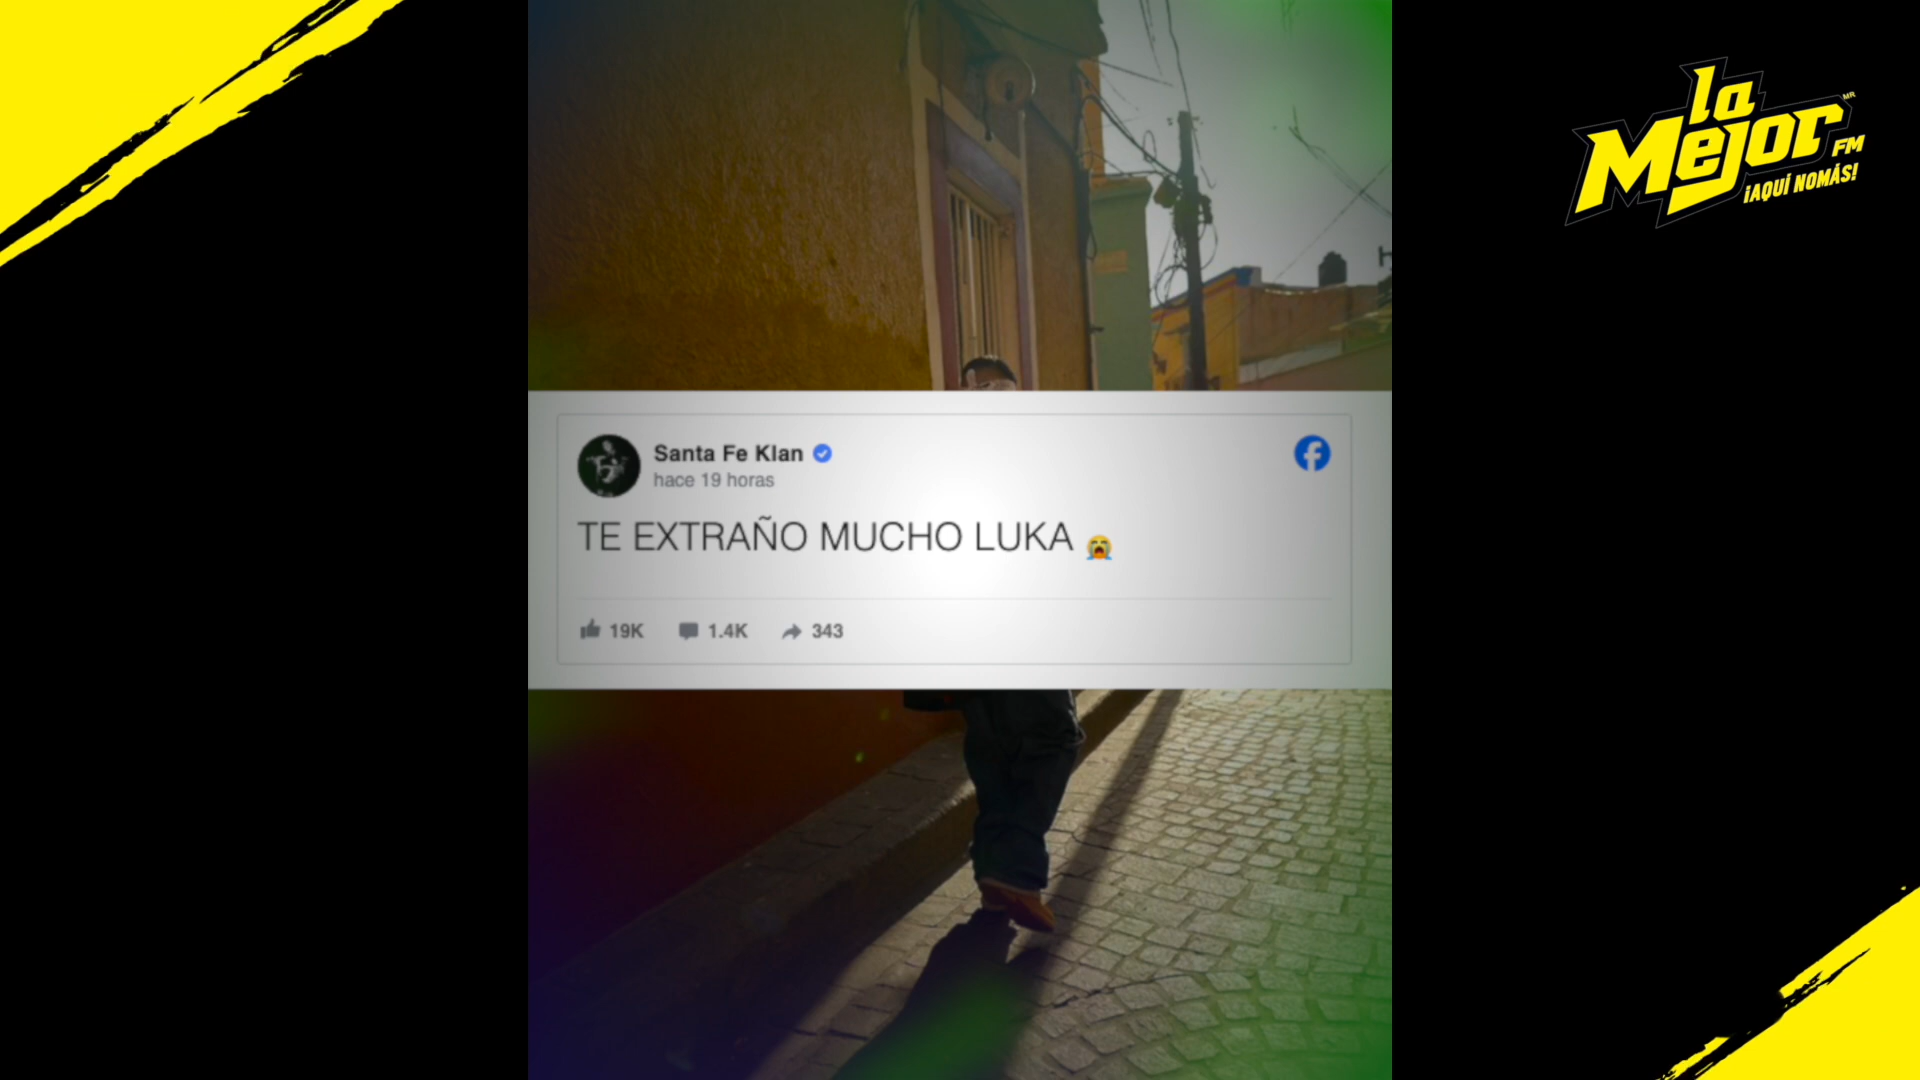 la
Mejor MR
FM
¡AQUÍ NOMÁS!
Santa Fe Klan
hace 19 horas
TE EXTRAÑO MUCHO LUKA 😭
19K 1.4K 343